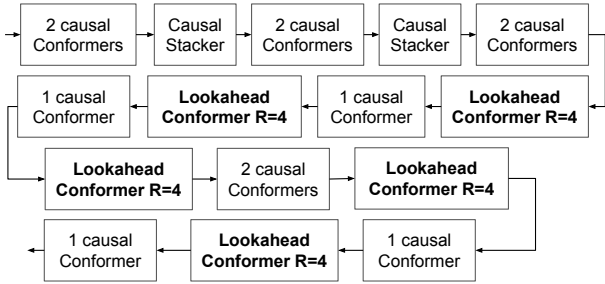 2 causal
Conformers
Causal
Stacker
2 causal
Conformers
Causal
Stacker
2 causal
Conformers
1 causal
Conformer
Lookahead
Conformer R=4
1 causal
Conformer
Lookahead
Conformer R=4
Lookahead
Conformer R=4
2 causal
Conformers
Lookahead
Conformer R=4
1 causal
Conformer
Lookahead
Conformer R=4
1 causal
Conformer